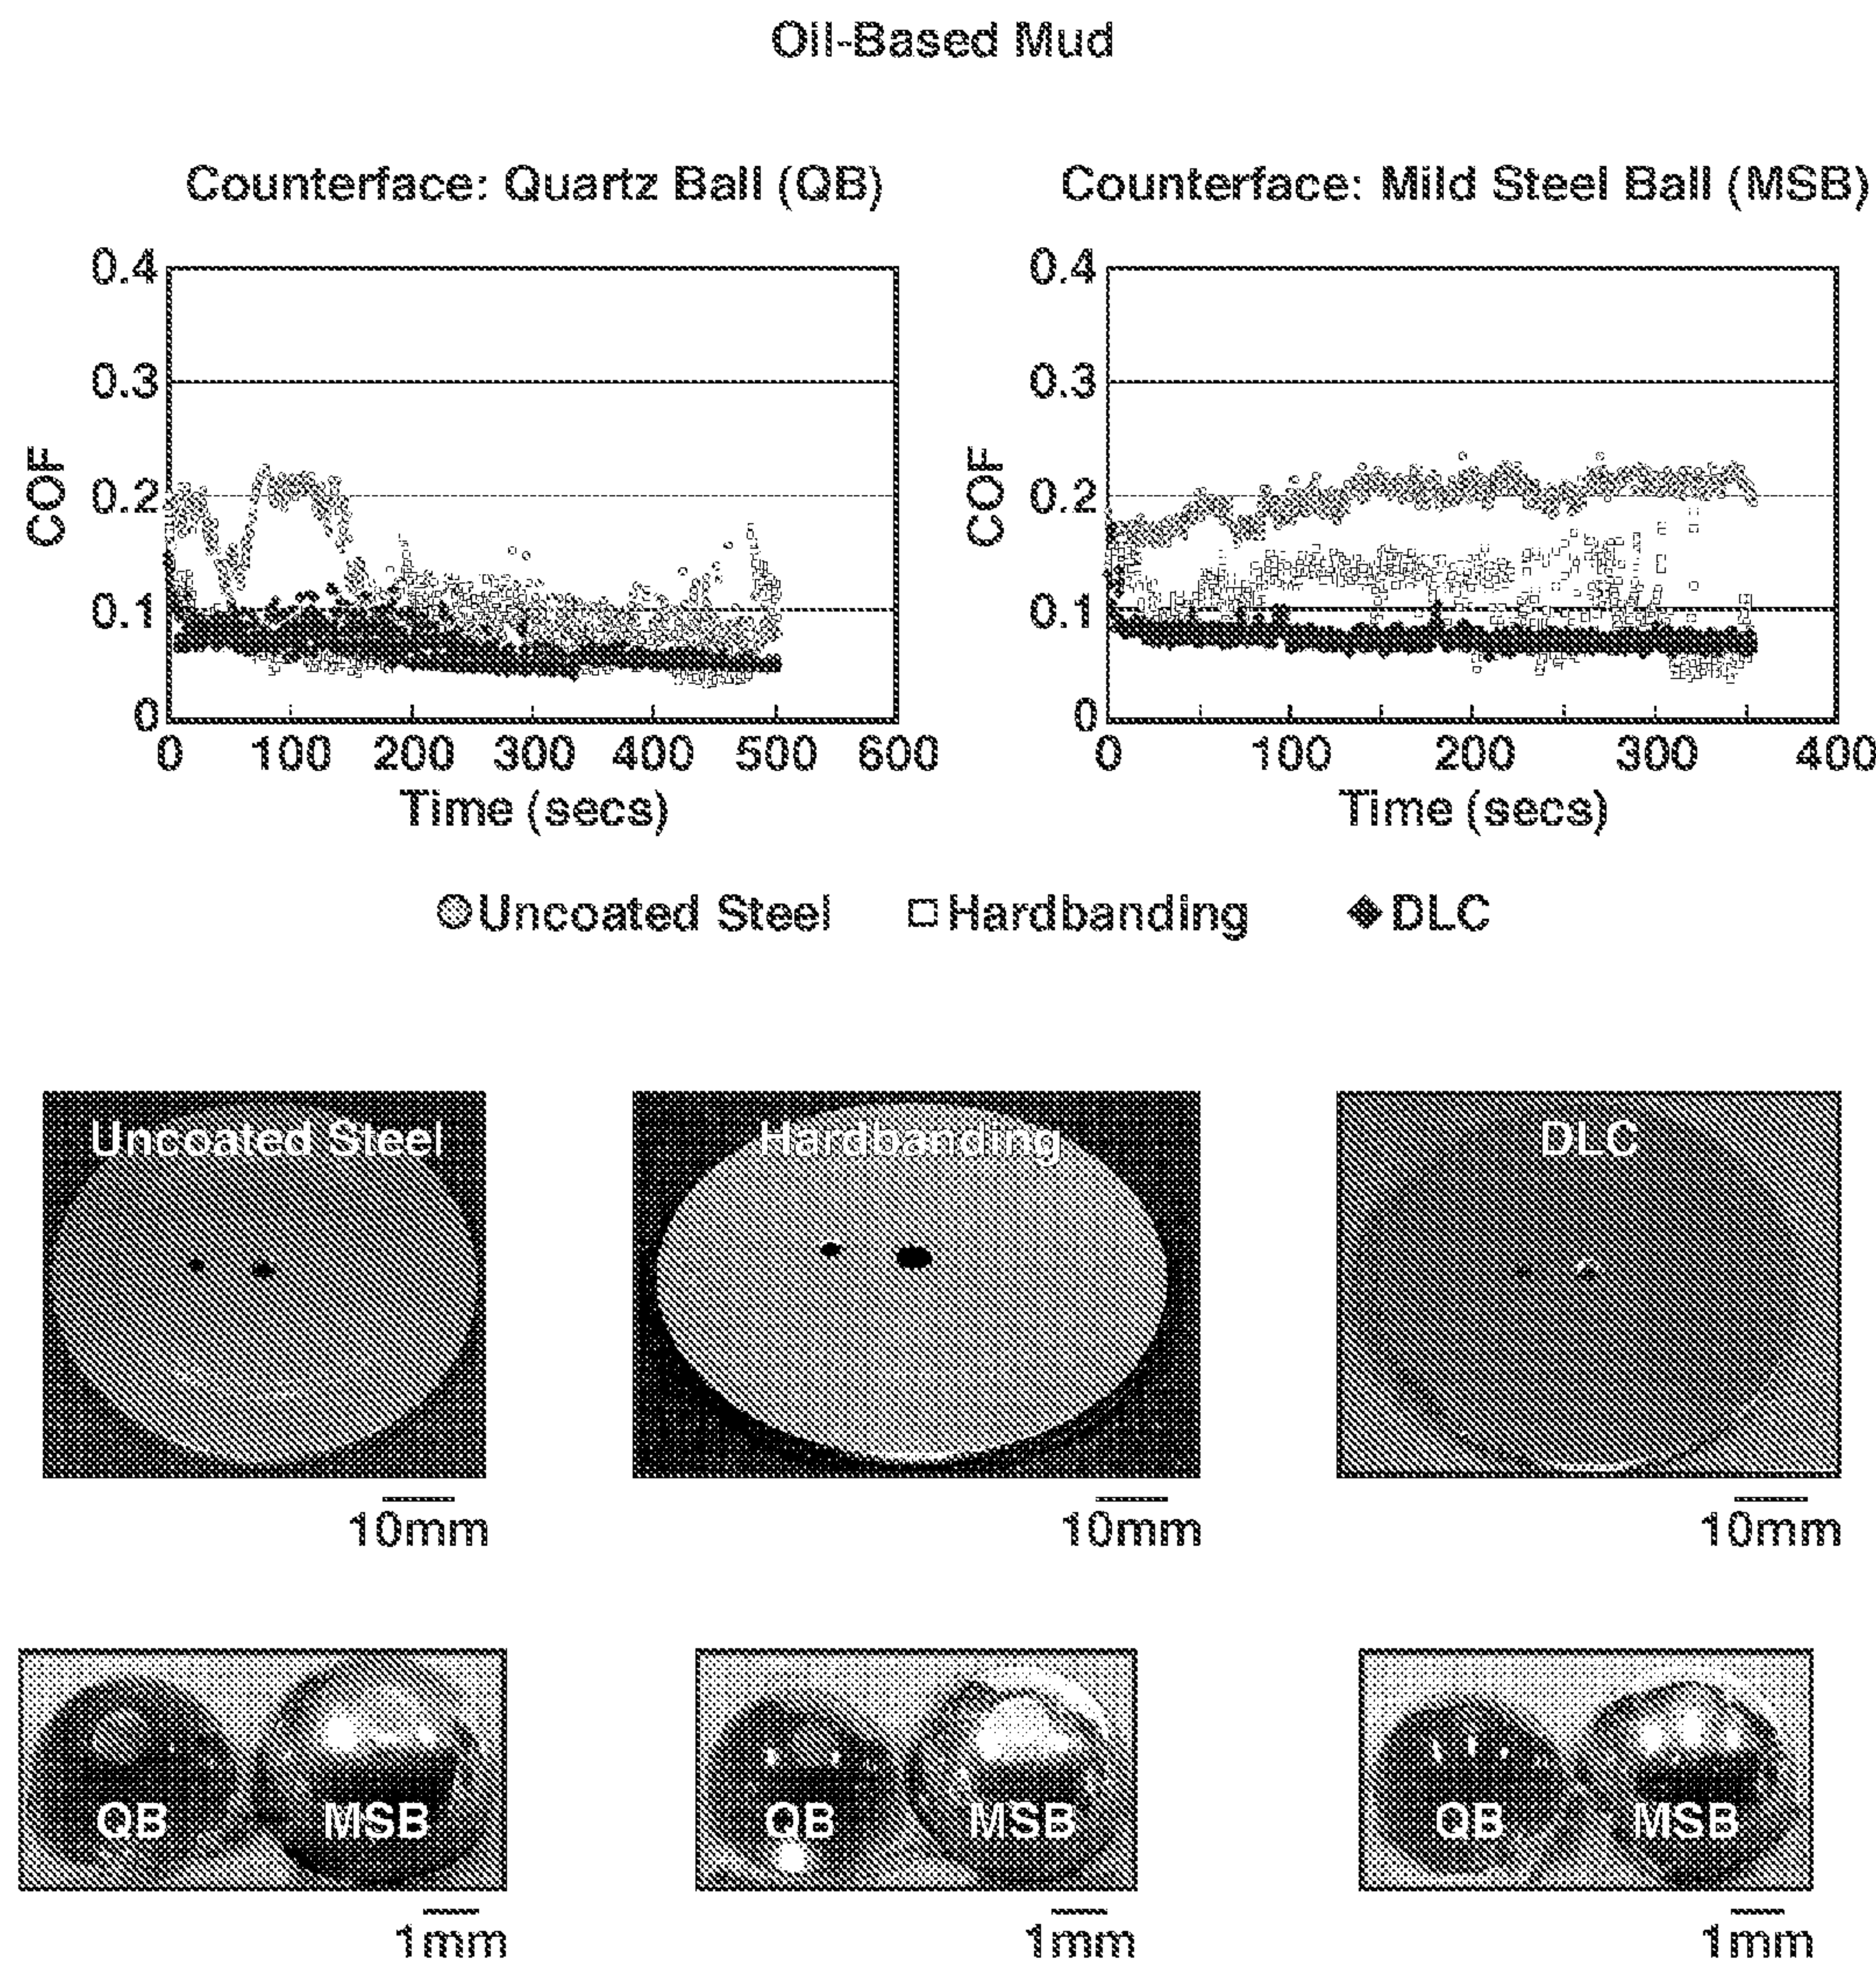 Oil-Based Mud
Counterface: Quartz Ball (QB)
Counterface: Mild Steel Ball (MSB)
0.4
0.3
0.2
0.1
0
COF
0 100 200 300 400 500 600
Time (secs)
0.4
0.3
0.2
0.1
0
COF
0 100 200 300 400
Time (secs)
Uncoated Steel Hardbanding DLC
Uncoated Steel
Hardbanding
DLC
10mm
10mm
10mm
QB MSB
QB MSB
QB MSB
1mm
1mm
1mm